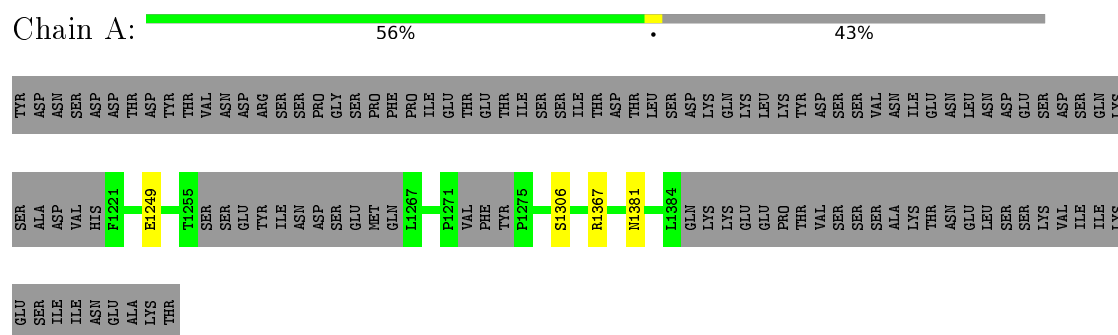 Chain A:
56% • 43%
TYR ASP ASN SER ASP ASP THR ASP TYR THR VAL ASN ASP ARG SER SER PRO GLY SER PRO PHE PRO ILE GLU THR GLU THR ILE SER SER ILE THR ASP THR LEU SER ASP LYS GLN LYS LEU LYS TYR ASP SER SER VAL ASN ILE GLU ASN LEU ASN ASP GLU SER ASP SER GLN LYS
SER ALA ASP VAL HIS F1221 E1249 T1255 SER SER GLU TYR ILE ASN ASP SER GLU MET GLN L1267 P1271 VAL PHE TYR P1275 S1306 R1367 N1381 L1384 GLN LYS LYS GLU GLU PRO THR VAL SER SER SER ALA LYS THR ASN GLU LEU SER SER LYS VAL ILE ILE LYS
GLU SER ILE ILE ASN GLU ALA LYS THR